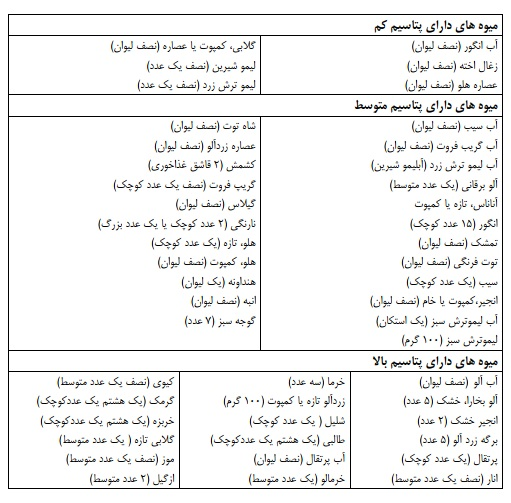 میوه های دارای پتاسیم کم
آب انگور (نصف لیوان)
زغال اخته (نصف لیوان)
عصاره هلو (نصف لیوان)
گلابی، کمپوت یا عصاره (نصف لیوان)
لیمو شیرین (نصف یک عدد)
لیمو ترش زرد (نصف یک عدد)
میوه های دارای پتاسیم متوسط
آب سیب (نصف لیوان)
آب گریپ فروت (نصف لیوان)
آب لیمو ترش زرد (آبلیمو شیرین)
آلو برقانی (یک عدد متوسط)
آناناس، تازه یا کمپوت
انگور (۱۵ عدد کوچک)
تمشک (نصف لیوان)
توت فرنگی (نصف لیوان)
سیب (یک عدد کوچک)
انجیر،کمپوت یا خام (نصف لیوان)
آب لیموترش سبز (یک استکان)
لیموترش سبز (۱۰۰ گرم)
شاه توت (نصف لیوان)
عصاره زردآلو (نصف لیوان)
کشمش (۲ قاشق غذاخوری)
گریپ فروت (نصف یک عدد کوچک)
گیلاس (نصف لیوان)
نارنگی (۲ عدد کوچک یا یک عدد بزرگ)
هلو، تازه (یک عدد کوچک)
هلو، کمپوت (نصف لیوان)
هندوانه (یک لیوان)
انبه (نصف لیوان)
گوجه سبز (۷ عدد)
میوه های دارای پتاسیم بالا
آب آلو (نصف لیوان)
آلو بخارا، خشک (۵ عدد)
انجیر خشک (۲ عدد)
برگه زرد آلو (۵ عدد)
پرتقال (یک عدد کوچک)
انار (نصف یک عدد متوسط)
خرما (سه عدد)
زردآلو تازه یا کمپوت (۱۰۰ گرم)
شلیل ( یک عدد کوچک)
طالبی (یک هشتم یک عددکوچک)
آب پرتقال (نصف لیوان)
خرمالو (یک عدد متوسط)
کیوی (نصف یک عدد متوسط)
گرمک (یک هشتم یک عددکوچک)
خربزه (یک هشتم یک عددکوچک)
گلابی تازه ( یک عدد متوسط)
موز (نصف یک عدد متوسط)
ازگیل (۲ عدد متوسط)